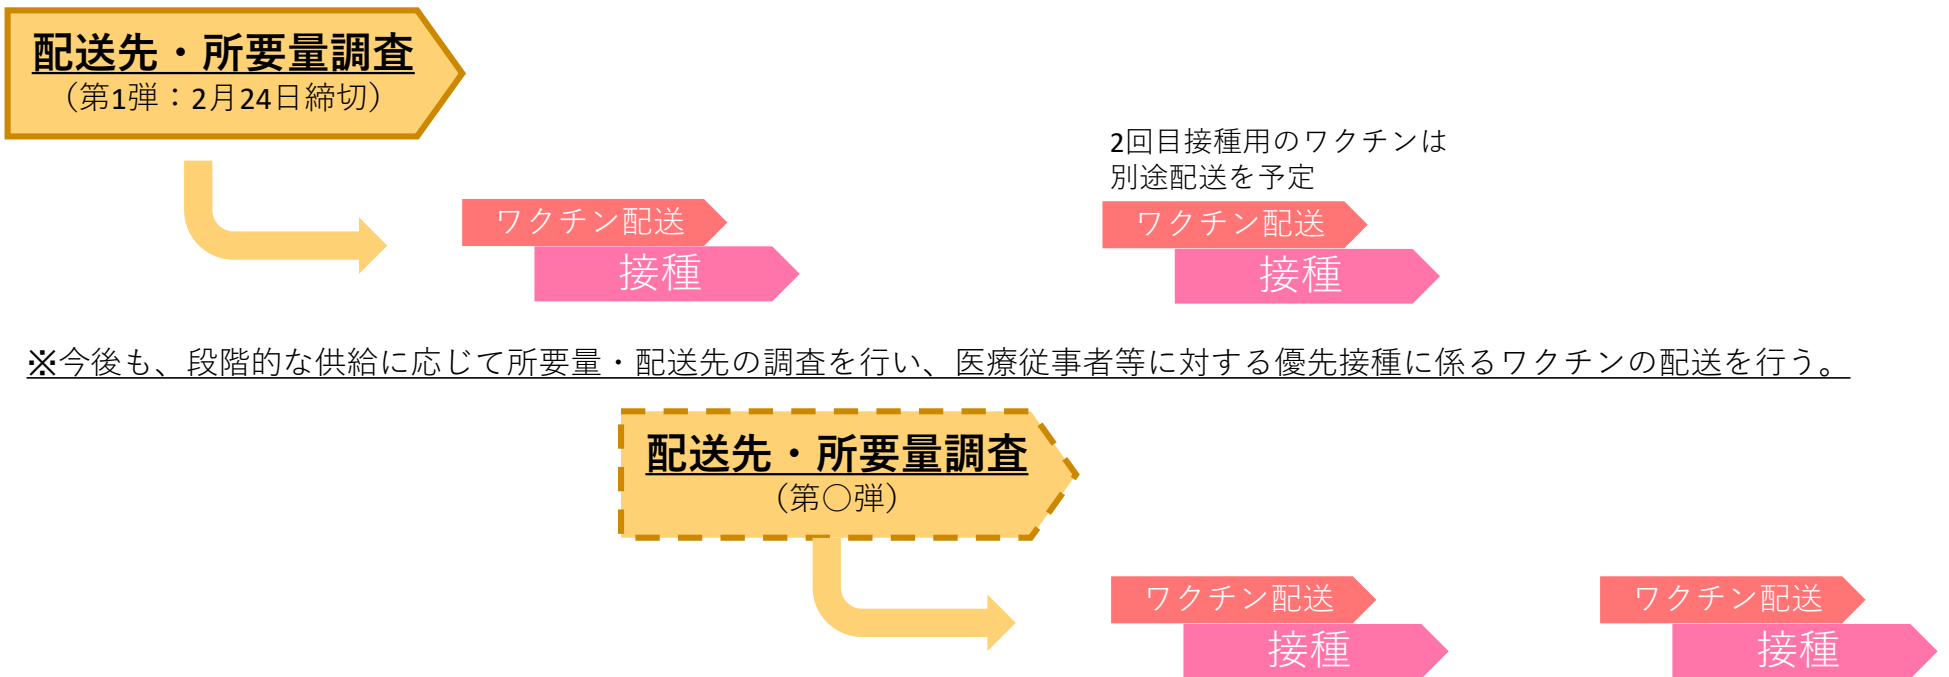 配送先・所要量調査
（第1弾：2月24日締切）
2回目接種用のワクチンは
別途配送を予定
ワクチン配送
接種
ワクチン配送
接種
※今後も、段階的な供給に応じて所要量・配送先の調査を行い、医療従事者等に対する優先接種に係るワクチンの配送を行う。
配送先・所要量調査
（第〇弾）
ワクチン配送
接種
ワクチン配送
接種